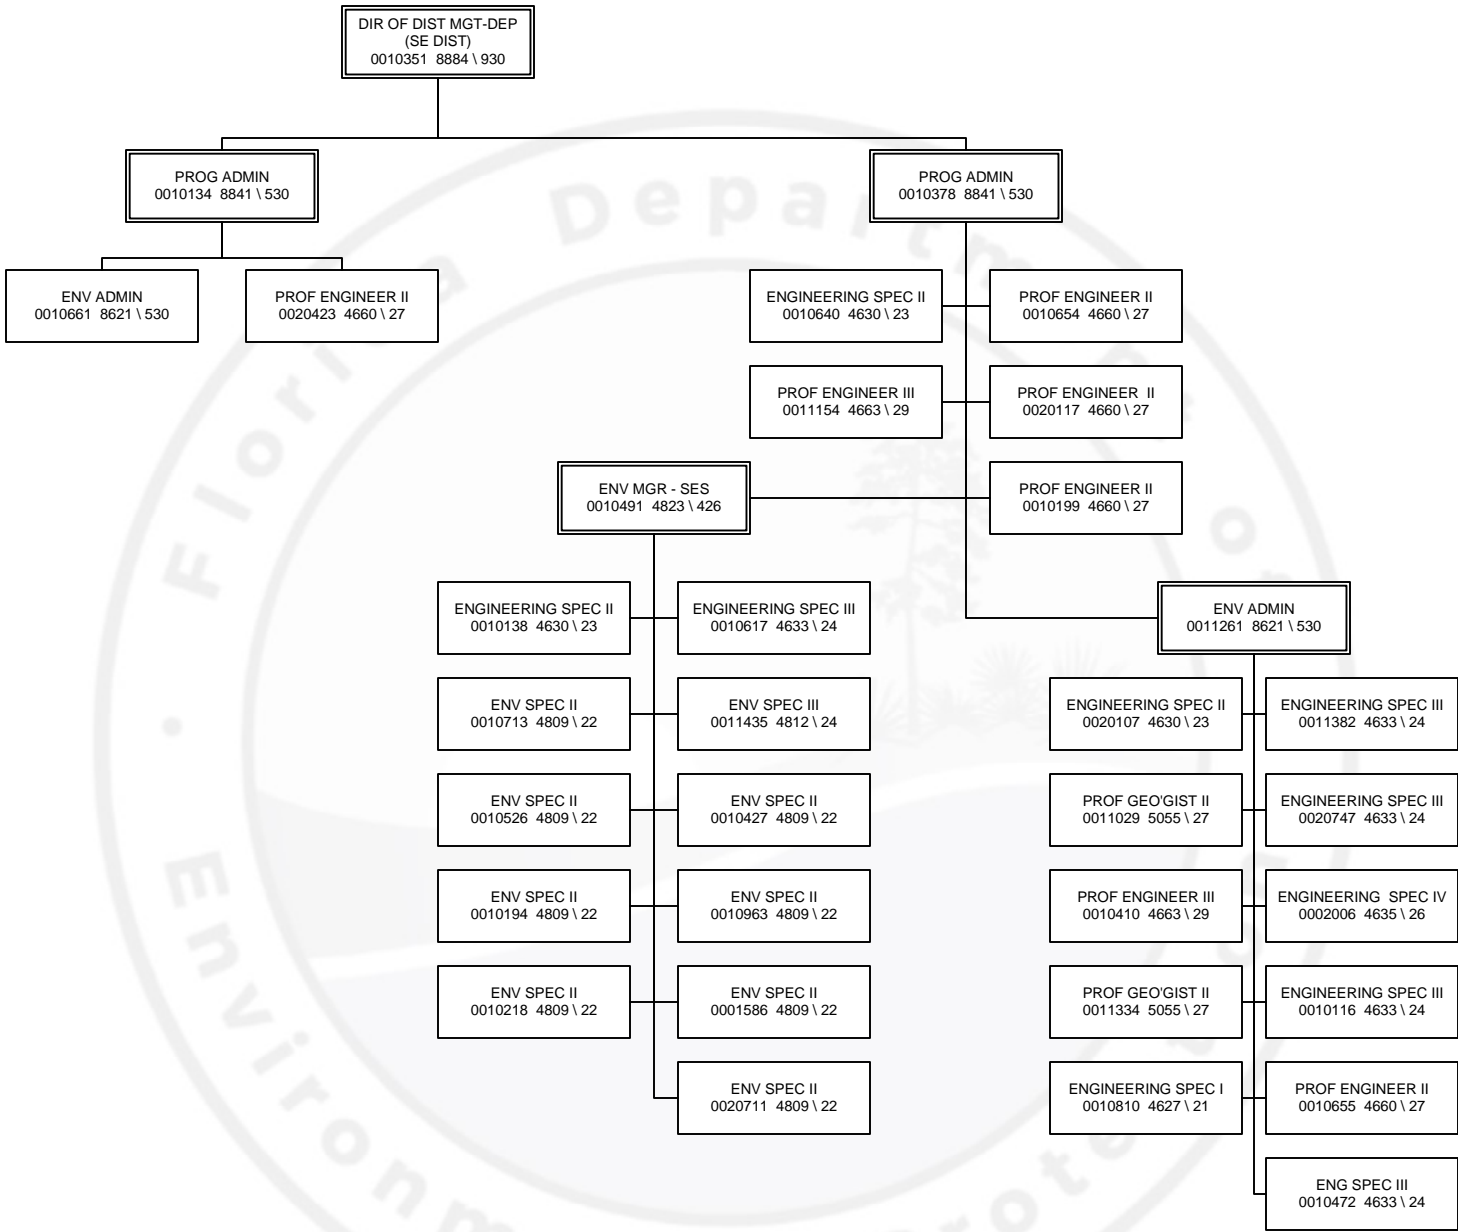 DIR OF DIST MGT-DEP
(SE DIST)
0010351 8884 \ 930
PROG ADMIN
0010134 8841 \ 530
PROG ADMIN
0010378 8841 \ 530
ENV ADMIN
0010661 8621 \ 530
PROF ENGINEER II
0020423 4660 \ 27
ENGINEERING SPEC II
0010640 4630 \ 23
PROF ENGINEER II
0010654 4660 \ 27
PROF ENGINEER III
0011154 4663 \ 29
PROF ENGINEER II
0020117 4660 \ 27
ENV MGR - SES
0010491 4823 \ 426
PROF ENGINEER II
0010199 4660 \ 27
ENGINEERING SPEC II
0010138 4630 \ 23
ENGINEERING SPEC III
0010617 4633 \ 24
ENV ADMIN
0011261 8621 \ 530
ENV SPEC II
0010713 4809 \ 22
ENV SPEC III
0011435 4812 \ 24
ENGINEERING SPEC II
0020107 4630 \ 23
ENGINEERING SPEC III
0011382 4633 \ 24
ENV SPEC II
0010526 4809 \ 22
ENV SPEC II
0010427 4809 \ 22
PROF GEO'GIST II
0011029 5055 \ 27
ENGINEERING SPEC III
0020747 4633 \ 24
ENV SPEC II
0010194 4809 \ 22
ENV SPEC II
0010963 4809 \ 22
PROF ENGINEER III
0010410 4663 \ 29
ENGINEERING SPEC IV
0002006 4635 \ 26
ENV SPEC II
0010218 4809 \ 22
ENV SPEC II
0001586 4809 \ 22
PROF GEO'GIST II
0011334 5055 \ 27
ENGINEERING SPEC III
0010116 4633 \ 24
ENV SPEC II
0020711 4809 \ 22
ENGINEERING SPEC I
0010810 4627 \ 21
PROF ENGINEER II
0010655 4660 \ 27
ENG SPEC III
0010472 4633 \ 24
Florida Department of